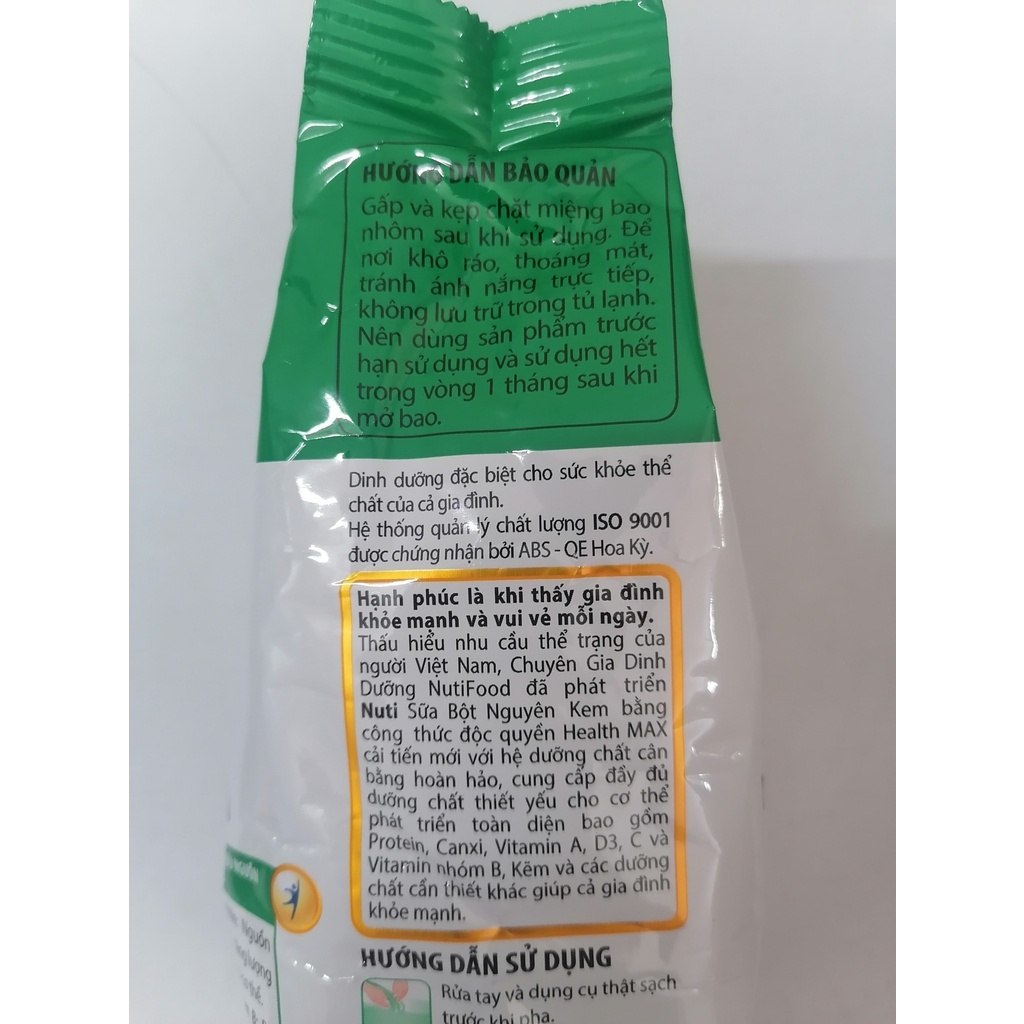 HƯỚNG DẪN BẢO QUẢN
Gấp và kẹp chặt miệng bao
nhôm sau khi sử dụng. Để
nơi khô ráo, thoáng mát,
tránh ánh nắng trực tiếp,
không lưu trữ trong tủ lạnh.
Nên dùng sản phẩm trước
hạn sử dụng và sử dụng hết
trong vòng 1 tháng sau khi
mở bao.
Dinh dưỡng đặc biệt cho sức khỏe thể
chất của cả gia đình.
Hệ thống quản lý chất lượng ISO 9001
được chứng nhận bởi ABS - QE Hoa Kỳ.
Hạnh phúc là khi thấy gia đình
khỏe mạnh và vui vẻ mỗi ngày.
Thấu hiểu nhu cầu thể trạng của
người Việt Nam, Chuyên Gia Dinh
Dưỡng NutiFood đã phát triển
Nuti Sữa Bột Nguyên Kem bằng
công thức độc quyền Health MAX
cải tiến mới với hệ dưỡng chất cân
bằng hoàn hảo, cung cấp đầy đủ
dưỡng chất thiết yếu cho cơ thể
phát triển toàn diện bao gồm
Protein, Canxi, Vitamin A, D3, C và
Vitamin nhóm B, Kẽm và các dưỡng
chất cần thiết khác giúp cả gia đình
khỏe mạnh.
NGUỒN
Nguồn
lượng
thể.
HƯỚNG DẪN SỬ DỤNG
Rửa tay và dụng cụ thật sạch
trước khi pha.